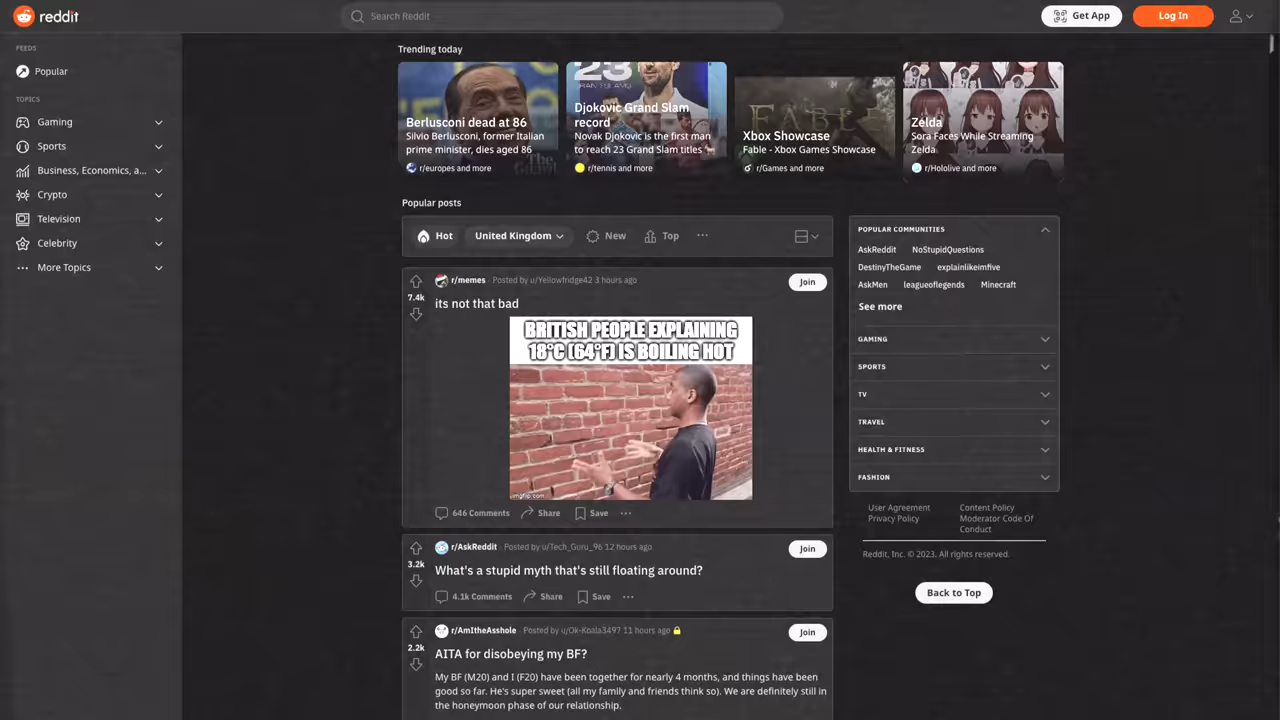 reddit
Search Reddit
Get App
Log In
FEEDS
Popular
TOPICS
Gaming
Sports
Business, Economics, a...
Crypto
Television
Celebrity
More Topics
Trending today
Berlusconi dead at 86
Silvio Berlusconi, former Italian
prime minister, dies aged 86
r/europes and more
23
Djokovic Grand Slam
record
Novak Djokovic is the first man
to reach 23 Grand Slam titles
r/tennis and more
FABLE
Xbox Showcase
Fable - Xbox Games Showcase
r/Games and more
Zelda
Sora Faces While Streaming
Zelda
r/Hololive and more
Popular posts
Hot
United Kingdom
New
Top
r/memes · Posted by u/Yellowfridge42 3 hours ago
Join
7.4k
its not that bad
BRITISH PEOPLE EXPLAINING
18°C (64°F) IS BOILING HOT
imgflip.com
646 Comments
Share
Save
r/AskReddit · Posted by u/Tech_Guru_96 12 hours ago
Join
3.2k
What's a stupid myth that's still floating around?
4.1k Comments
Share
Save
r/AmItheAsshole · Posted by u/Ok-Koala3497 11 hours ago
Join
2.2k
AITA for disobeying my BF?
My BF (M20) and I (F20) have been together for nearly 4 months, and things have been
good so far. He's super sweet (all my family and friends think so). We are definitely still in
the honeymoon phase of our relationship.
POPULAR COMMUNITIES
AskReddit NoStupidQuestions
DestinyTheGame explainlikeimfive
AskMen leagueoflegends Minecraft
See more
GAMING
SPORTS
TV
TRAVEL
HEALTH & FITNESS
FASHION
User Agreement
Privacy Policy
Content Policy
Moderator Code Of
Conduct
Reddit, Inc. © 2023. All rights reserved.
Back to Top